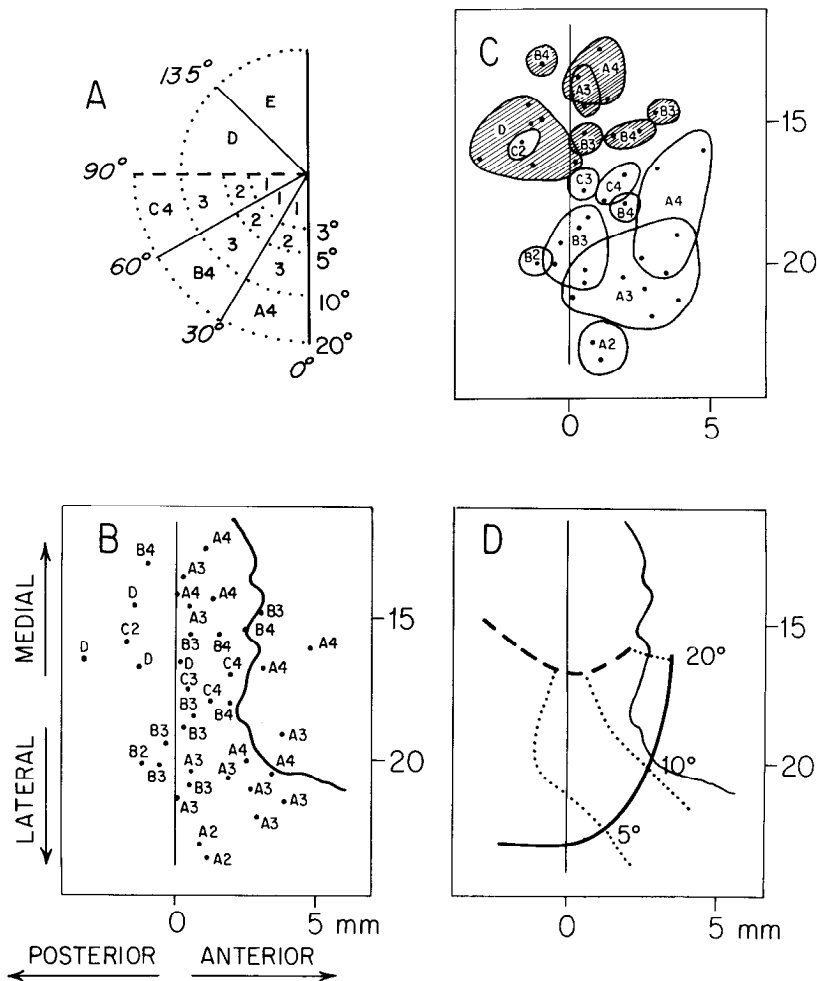 A
135°
E
D
90°
1
2
3
C4
1
1
3°
2
2
3
3
5°
60°
B4
A4
10°
30°
20°
0°
C
B4
A4
A3
B3
15
D
B3
B4
C2
C3
C4
A4
B4
B3
B2
20
A3
A2
0
5
B
B4
A4
A3
D
A4
A4
A3
B3
15
C2
B3
B4
B4
D
D
D
C4
A4
A4
C3
C4
B3
B4
B3
B3
A3
B2
B3
A3
A3
A4
A4
20
B3
A3
A3
A3
A3
A2
A2
0
5 mm
MEDIAL
LATERAL
POSTERIOR
ANTERIOR
D
15
20°
10°
20
5°
0
5 mm